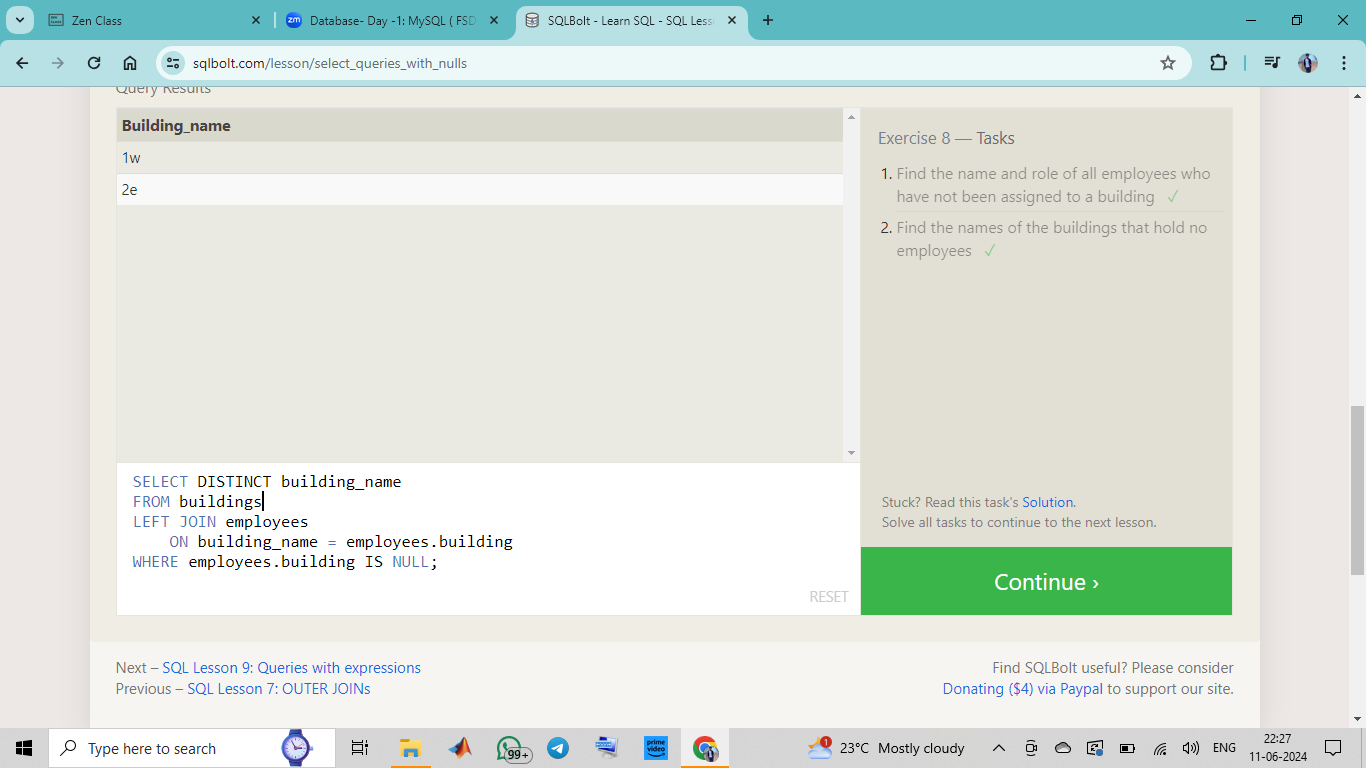 Zen Class
zm Database- Day -1: MySQL ( FSD
SQLBolt - Learn SQL - SQL Less
sqlbolt.com/lesson/select_queries_with_nulls
Query Results
Building_name
1w
2e
Exercise 8 — Tasks
1. Find the name and role of all employees who
have not been assigned to a building ✓
2. Find the names of the buildings that hold no
employees ✓
SELECT DISTINCT building_name
FROM buildings
LEFT JOIN employees
ON building_name = employees.building
WHERE employees.building IS NULL;
RESET
Stuck? Read this task's Solution.
Solve all tasks to continue to the next lesson.
Continue ›
Next – SQL Lesson 9: Queries with expressions
Previous – SQL Lesson 7: OUTER JOINs
Find SQLBolt useful? Please consider
Donating ($4) via Paypal to support our site.
Type here to search
99+
prime
video
1
23°C Mostly cloudy
ENG
22:27
11-06-2024